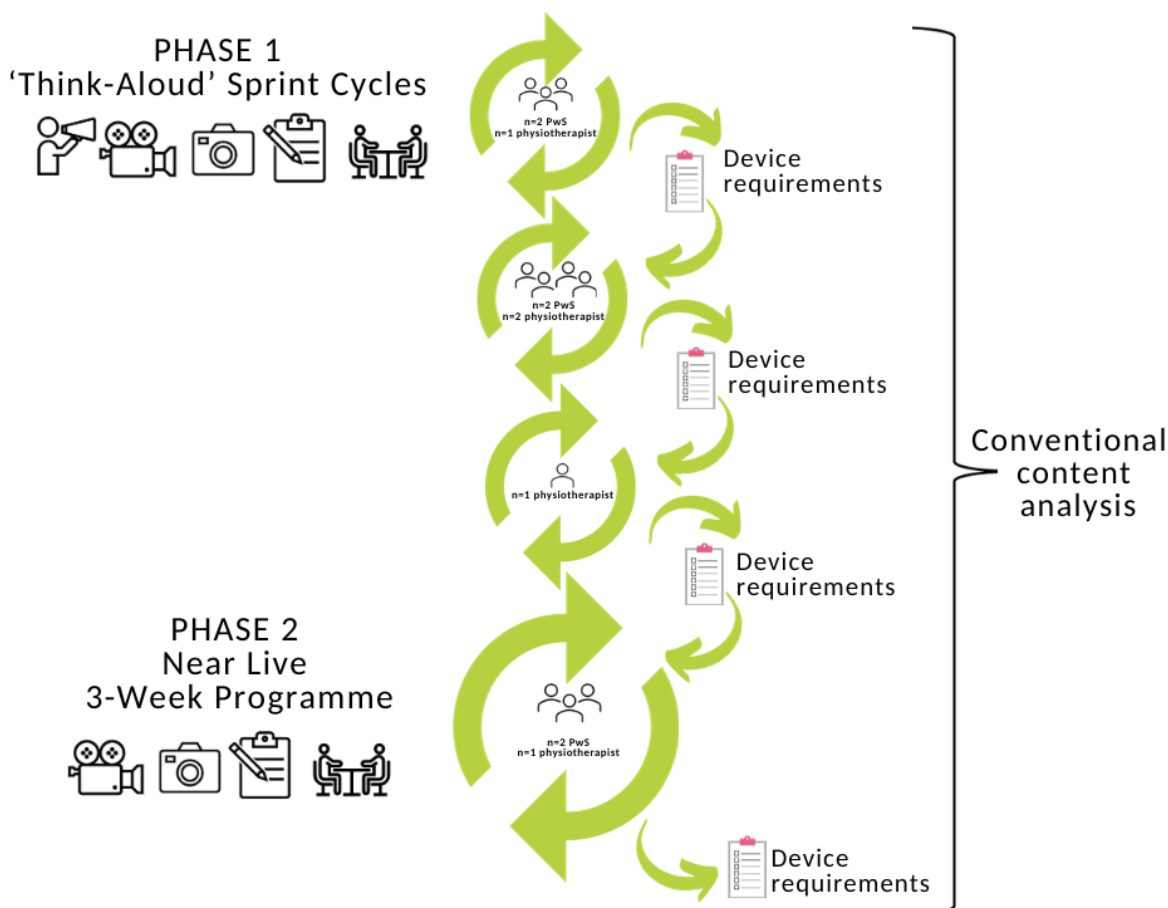 PHASE 1
‘Think-Aloud’ Sprint Cycles
n=2 PwS
n=1 physiotherapist
Device
requirements
n=2 PwS
n=2 physiotherapist
Device
requirements
n=1 physiotherapist
Device
requirements
PHASE 2
Near Live
3-Week Programme
n=2 PwS
n=1 physiotherapist
Device
requirements
Conventional
content
analysis